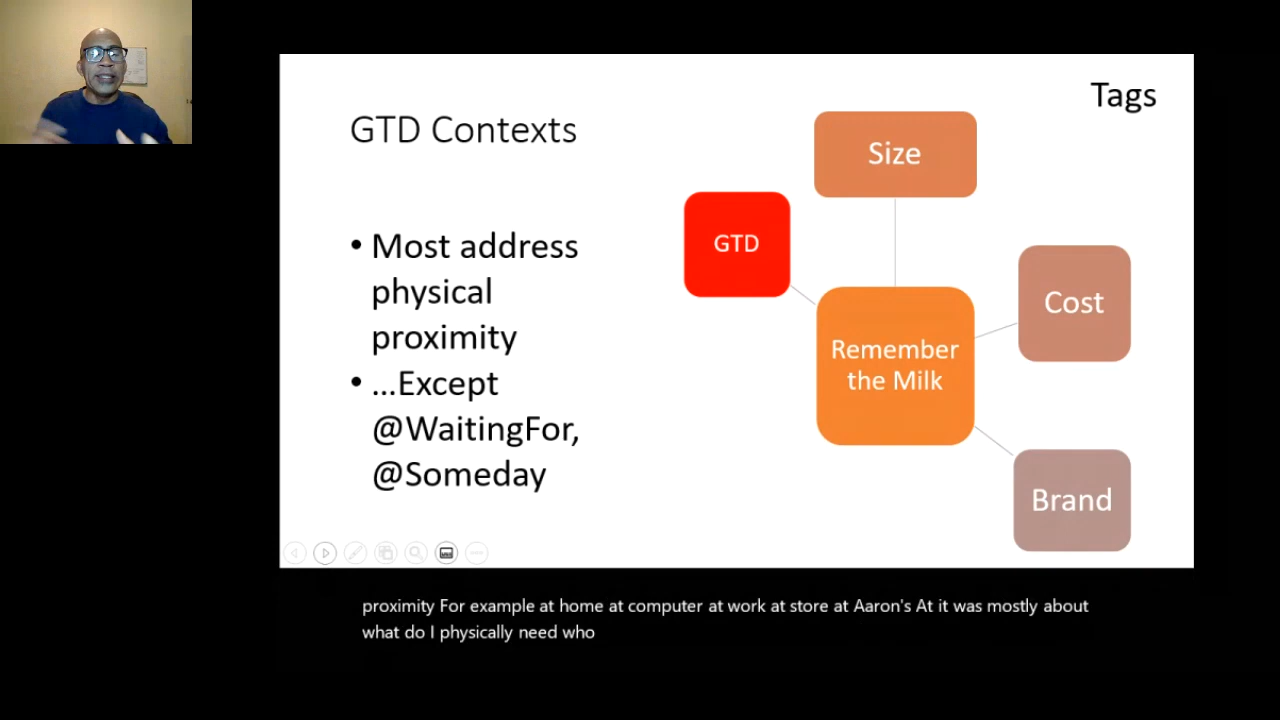 Tags
GTD Contexts
• Most address
physical
proximity
• ...Except
@WaitingFor,
@Someday
Size
GTD
Cost
Remember
the Milk
Brand
proximity For example at home at computer at work at store at Aaron's At it was mostly about
what do I physically need who